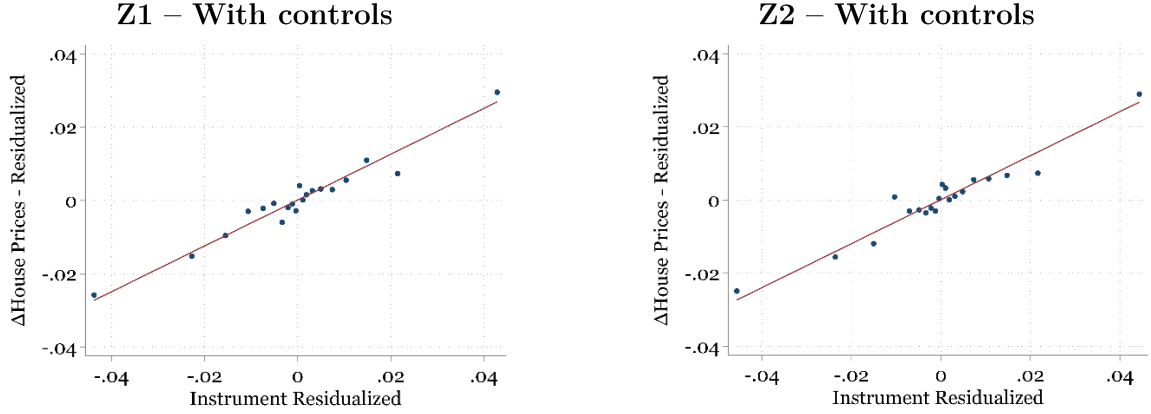 Z1 – With controls
ΔHouse Prices - Residualized
.04
.02
0
-.02
-.04
-.04 -.02 0 .02 .04
Instrument Residualized
Z2 – With controls
ΔHouse Prices - Residualized
.04
.02
0
-.02
-.04
-.04 -.02 0 .02 .04
Instrument Residualized